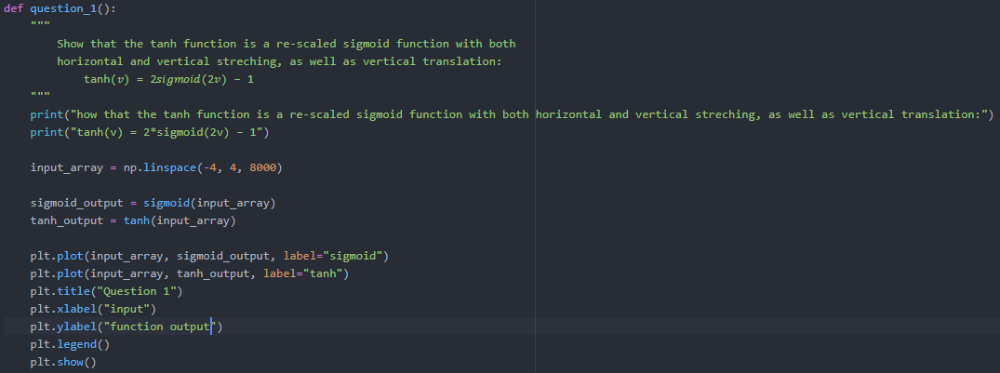 def question_1():
"""
Show that the tanh function is a re-scaled sigmoid function with both
horizontal and vertical streching, as well as vertical translation:
tanh(𝑣) = 2𝑠𝑖𝑔𝑚𝑜𝑖𝑑(2𝑣) − 1
"""
print("how that the tanh function is a re-scaled sigmoid function with both horizontal and vertical streching, as well as vertical translation:")
print("tanh(v) = 2*sigmoid(2v) − 1")
input_array = np.linspace(-4, 4, 8000)
sigmoid_output = sigmoid(input_array)
tanh_output = tanh(input_array)
plt.plot(input_array, sigmoid_output, label="sigmoid")
plt.plot(input_array, tanh_output, label="tanh")
plt.title("Question 1")
plt.xlabel("input")
plt.ylabel("function output")
plt.legend()
plt.show()